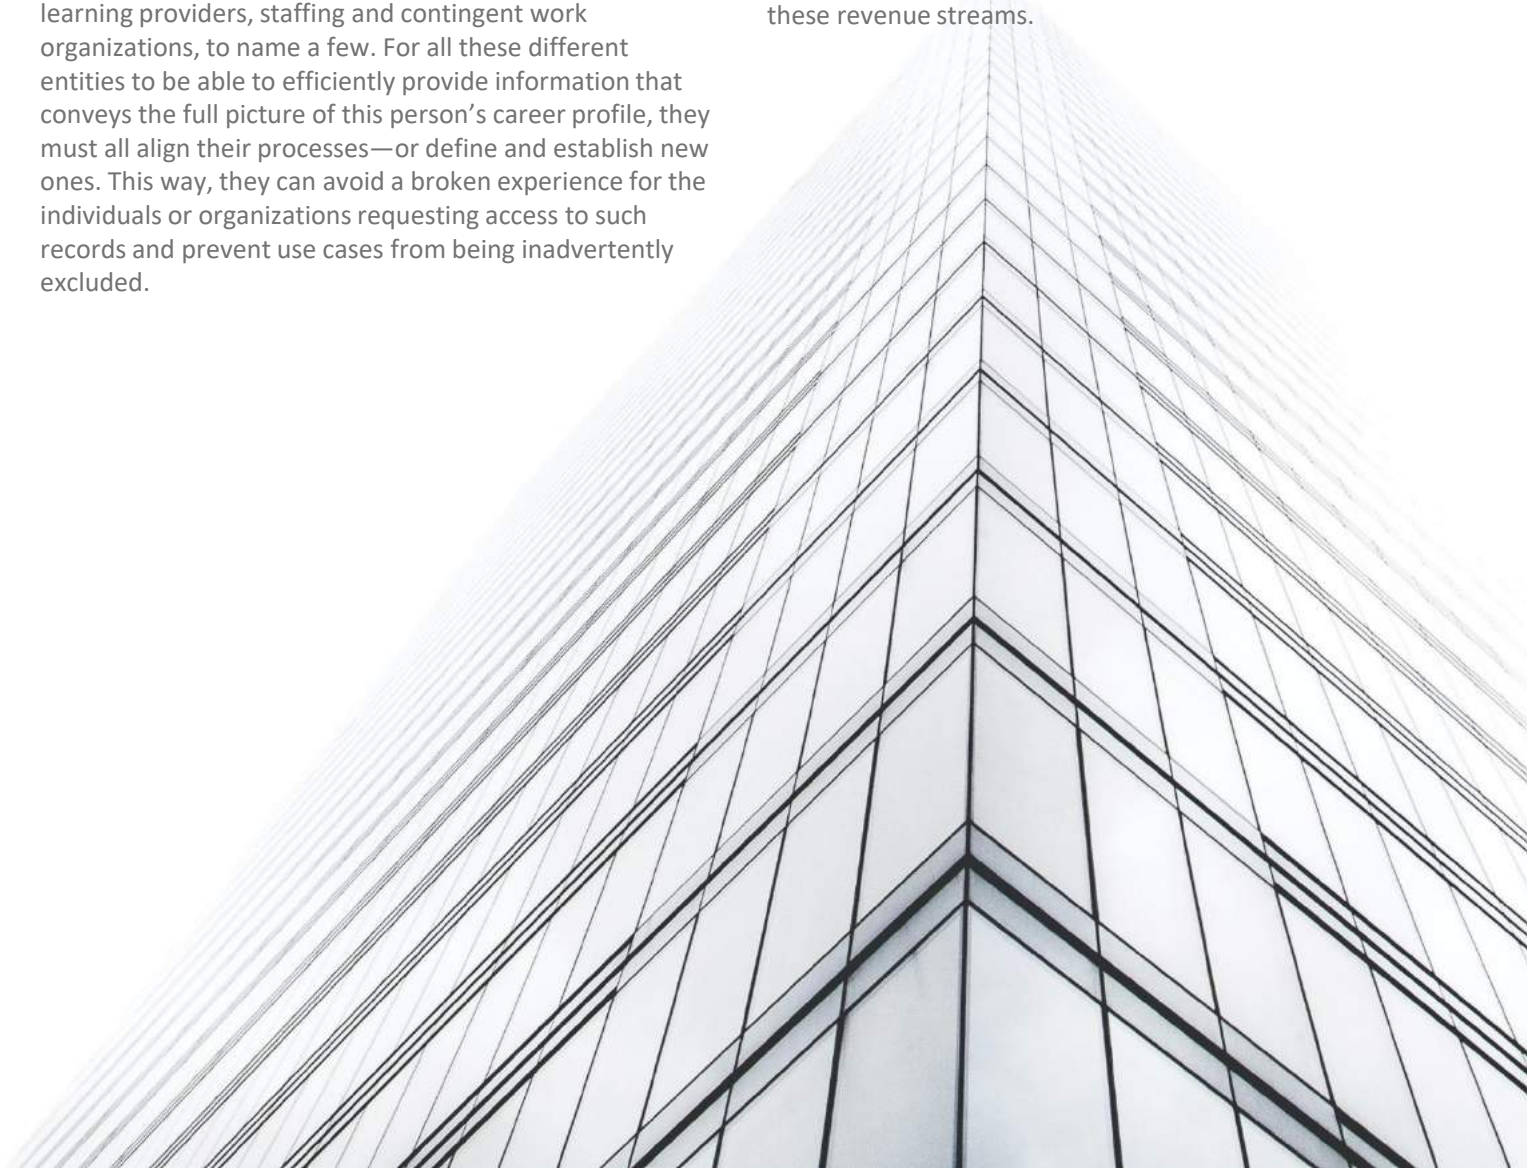 learning providers, staffing and contingent work
organizations, to name a few. For all these different
entities to be able to efficiently provide information that
conveys the full picture of this person’s career profile, they
must all align their processes—or define and establish new
ones. This way, they can avoid a broken experience for the
individuals or organizations requesting access to such
records and prevent use cases from being inadvertently
excluded.
these revenue streams.